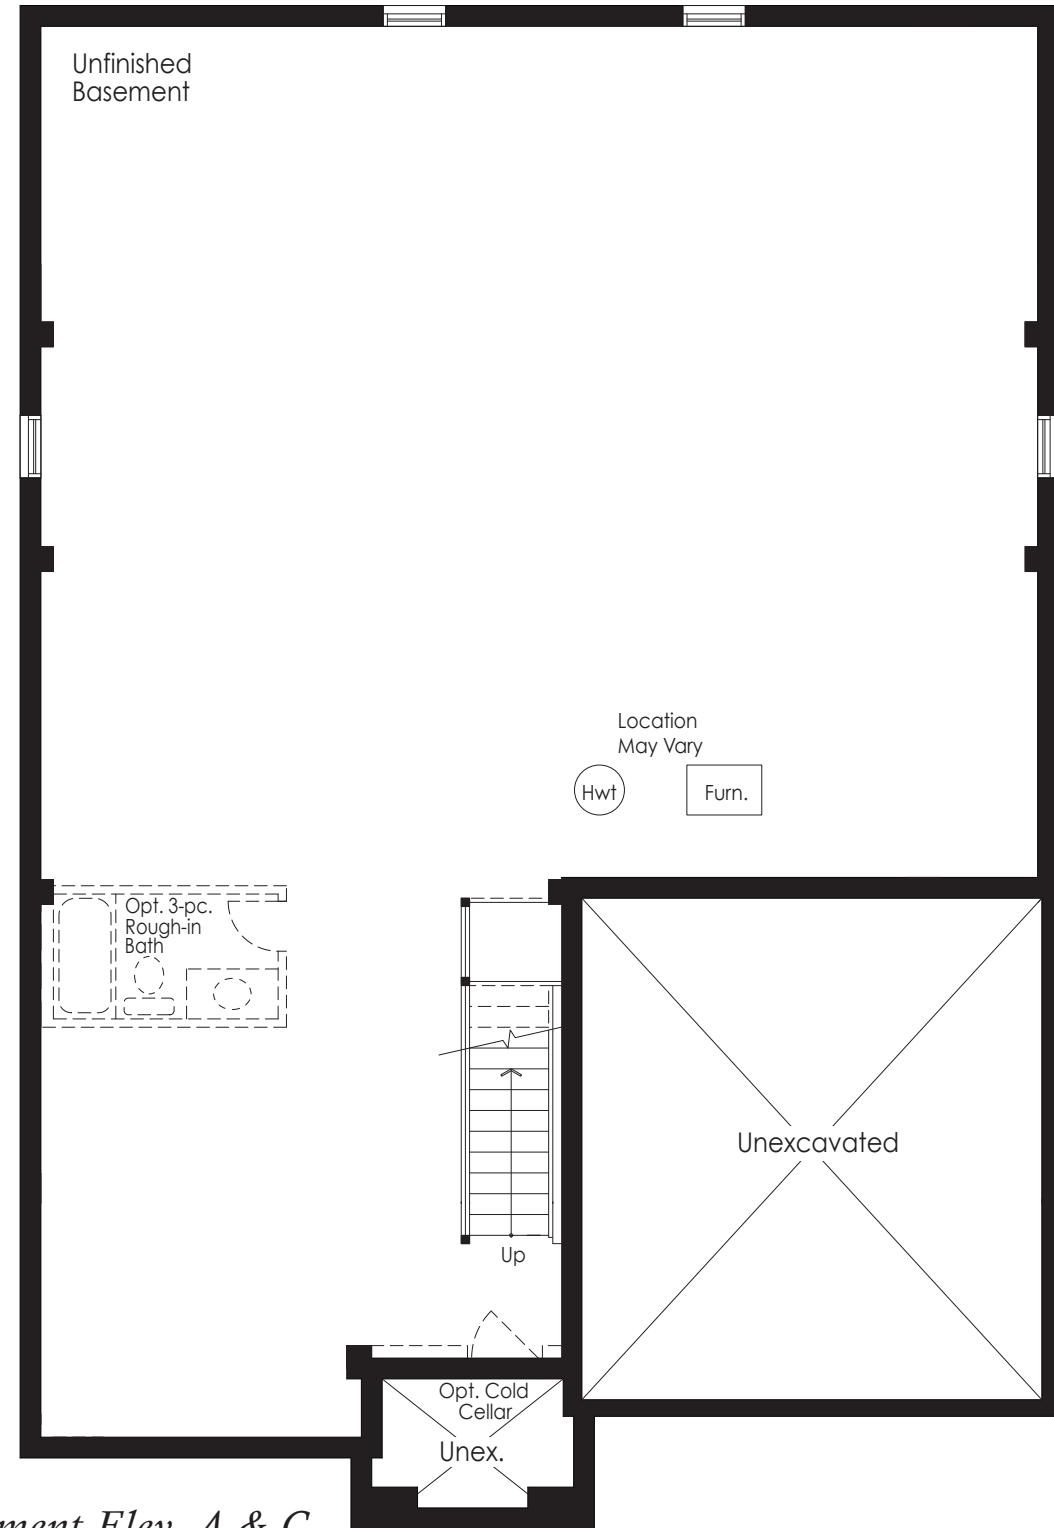 Unfinished
Basement
Location
May Vary
Hwt
Furn.
Opt. 3-pc.
Rough-in
Bath
Unexcavated
Up
Opt. Cold
Cellar
Unex.
Elev. A & C